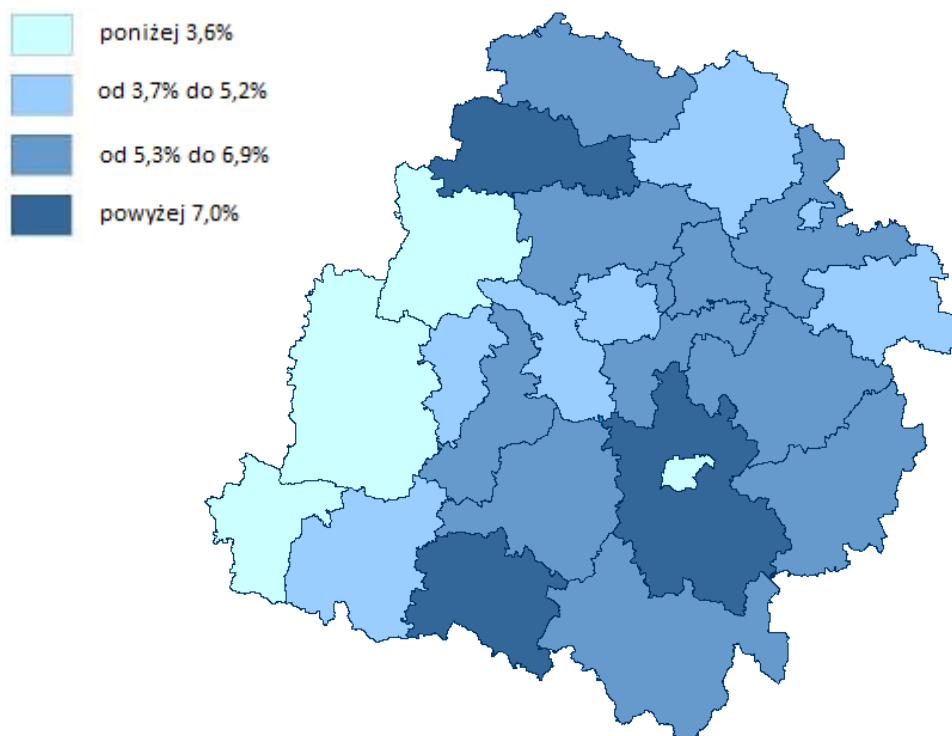 poniżej 3,6%
od 3,7% do 5,2%
od 5,3% do 6,9%
powyżej 7,0%